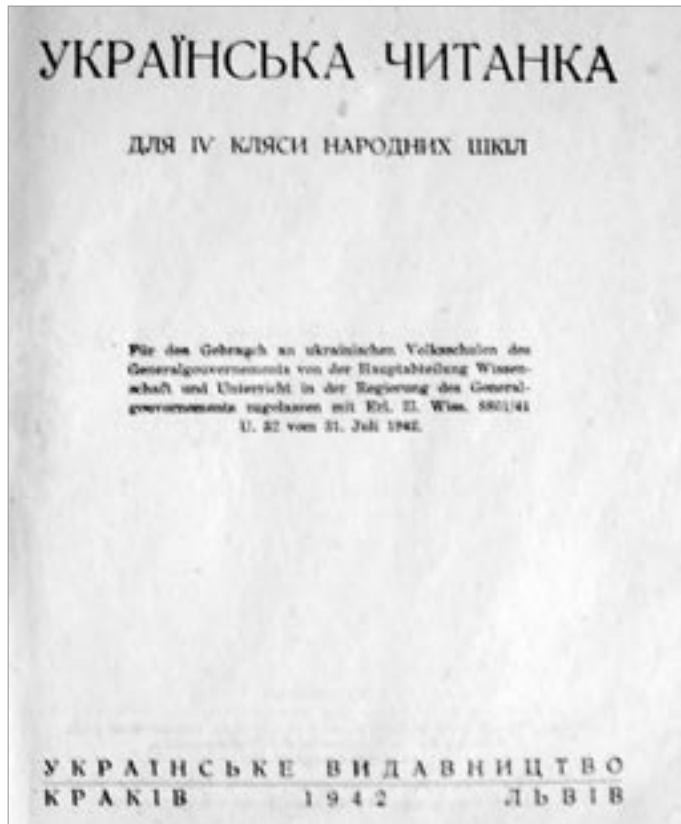 УКРАЇНСЬКА ЧИТАНКА
ДЛЯ IV КЛЯСИ НАРОДНИХ ШКІЛ
Für den Gebrauch an ukrainischen Volksschulen des
Generalgouvernements von der Hauptabteilung Wissen-
schaft und Unterricht in der Regierung des General-
gouvernements zugelassen mit Erl. II. Wiss. 8801/41
U. 32 vom 31. Juli 1942.
УКРАЇНСЬКЕ ВИДАВНИЦТВО
КРАКІВ 1942 ЛЬВІВ